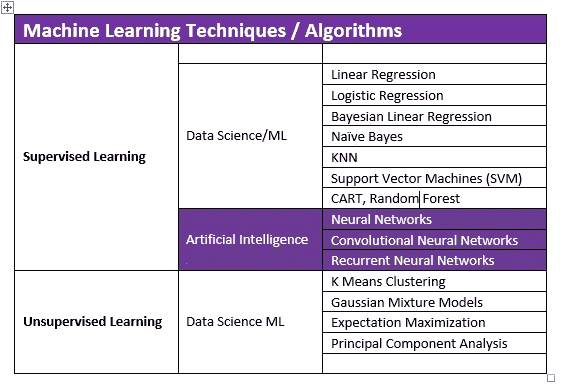 Machine Learning Techniques / Algorithms
Supervised Learning
Data Science/ML
Linear Regression
Logistic Regression
Bayesian Linear Regression
Naïve Bayes
KNN
Support Vector Machines (SVM)
CART, Random Forest
Artificial Intelligence
Neural Networks
Convolutional Neural Networks
Recurrent Neural Networks
Unsupervised Learning
Data Science ML
K Means Clustering
Gaussian Mixture Models
Expectation Maximization
Principal Component Analysis